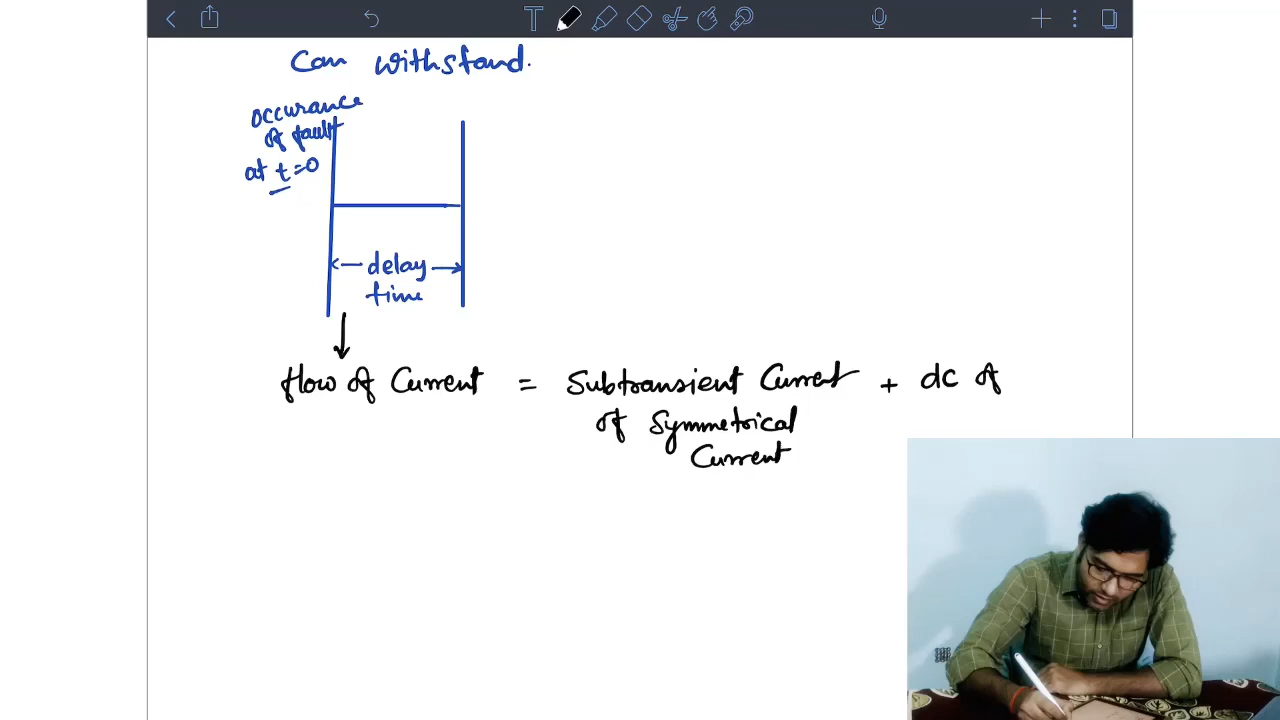 Can withstand.
occurance
of fault
at t=0
delay
time
flow of Current = Subtransient Current + dc of
of Symmetrical
Current